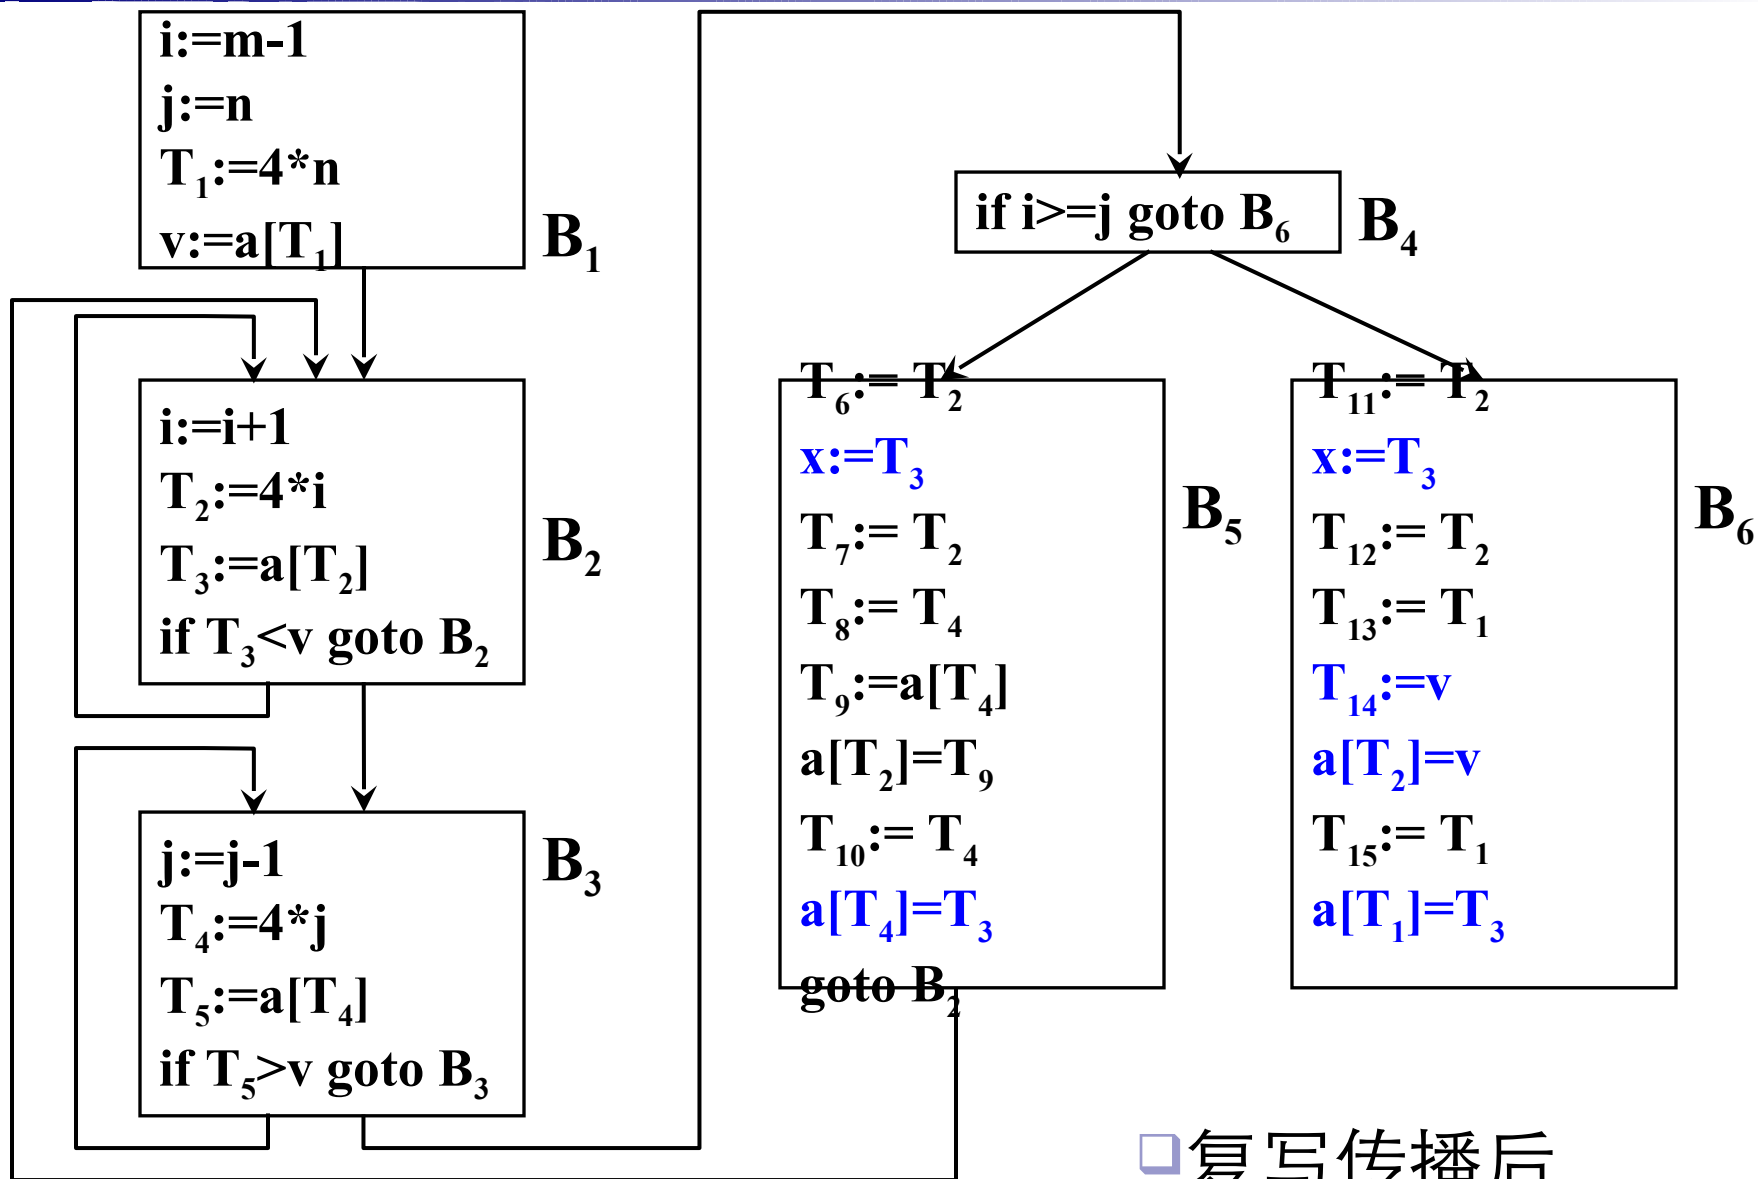 i:=m-1
j:=n
T₁:=4*n
v:=a[T₁]
B₁
i:=i+1
T₂:=4*i
T₃:=a[T₂]
if T₃<v goto B₂
B₂
j:=j-1
T₄:=4*j
T₅:=a[T₄]
if T₅>v goto B₃
B₃
if i>=j goto B₆
B₄
T₆:= T₂
x:=T₃
T₇:= T₂
T₈:= T₄
T₉:=a[T₄]
a[T₂]=T₉
T₁₀:= T₄
a[T₄]=T₃
goto B₂
B₅
T₁₁:= T₂
x:=T₃
T₁₂:= T₂
T₁₃:= T₁
T₁₄:=v
a[T₂]=v
T₁₅:= T₁
a[T₁]=T₃
B₆
复写传播后